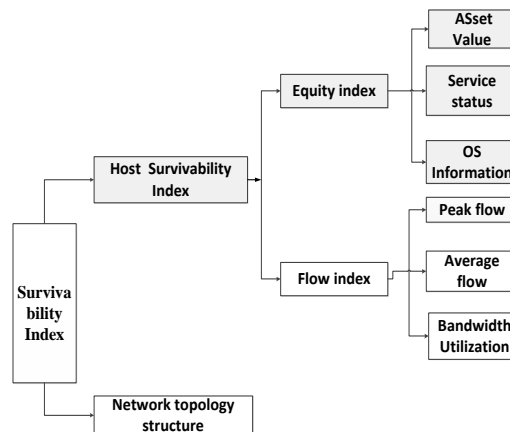 ASset
Value
Equity index
Service
status
Host Survivability
Index
OS
Information
Peak flow
Surviva
bility
Index
Flow index
Average
flow
Bandwidth
Utilization
Network topology
structure